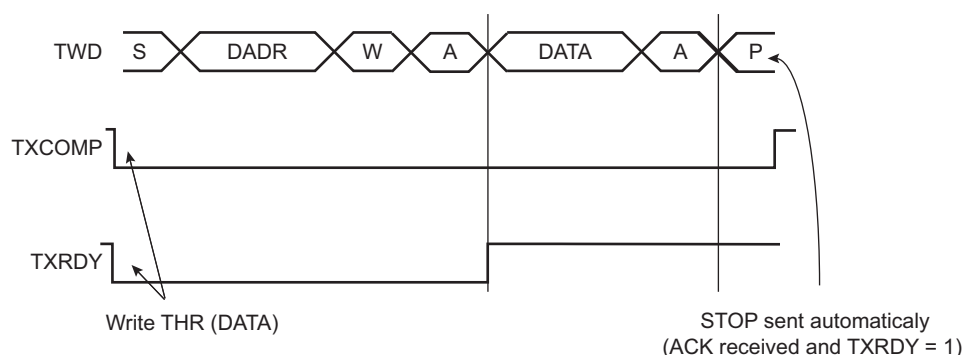 TWD S DADR W A DATA A P
TXCOMP
TXRDY
Write THR (DATA)
STOP sent automaticaly
(ACK received and TXRDY = 1)